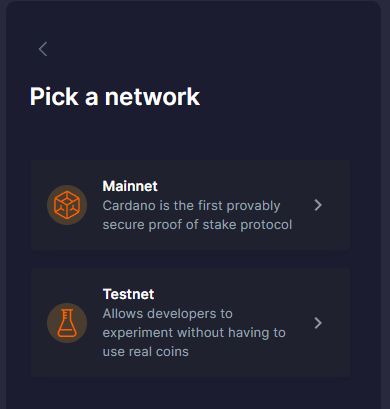 Pick a network
Mainnet
Cardano is the first provably
secure proof of stake protocol
Testnet
Allows developers to
experiment without having to
use real coins